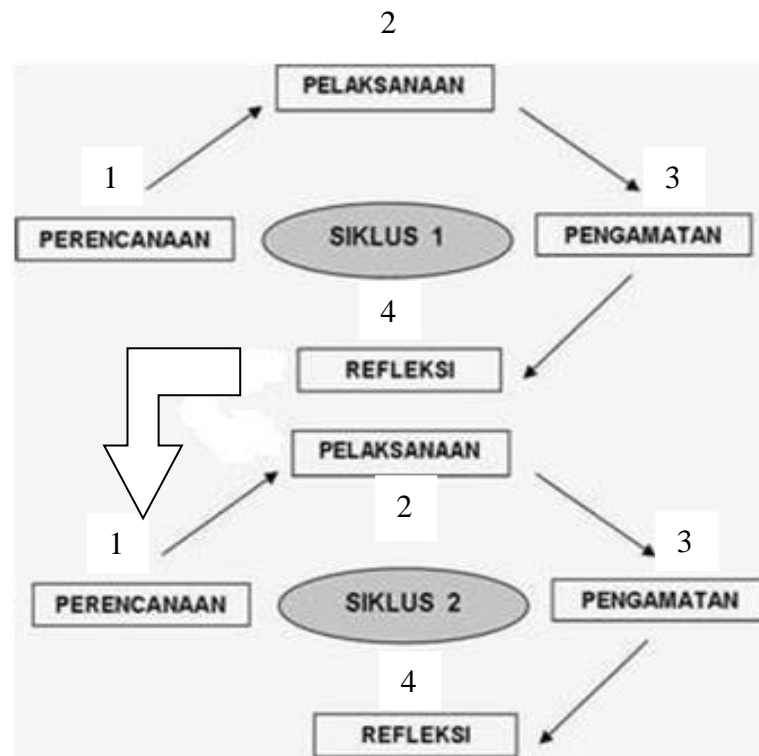 2
PELAKSANAAN
1
3
PERENCANAAN
SIKLUS 1
PENGAMATAN
4
REFLEKSI
PELAKSANAAN
2
1
3
PERENCANAAN
SIKLUS 2
PENGAMATAN
4
REFLEKSI